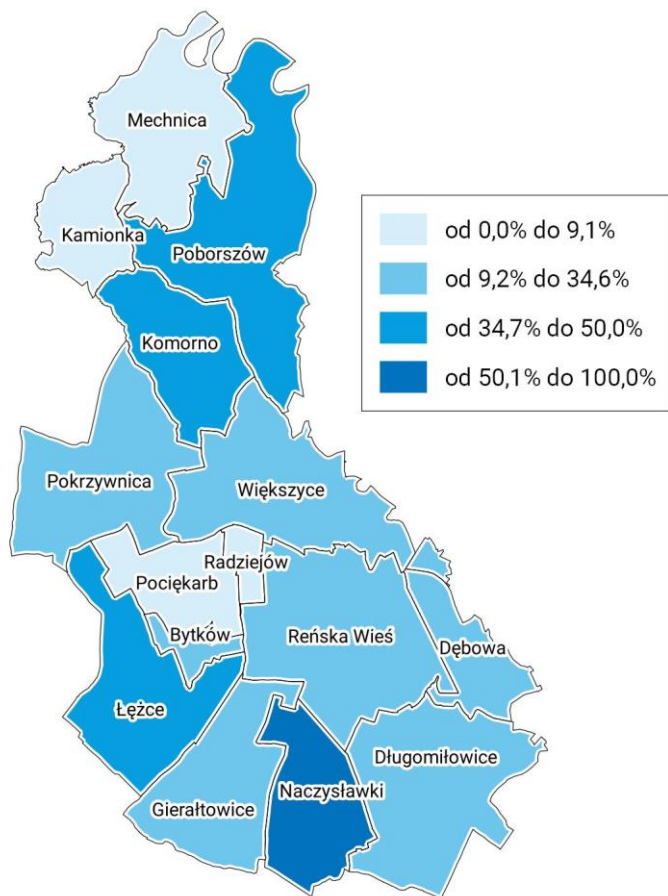 Mechnica
Kamionka
Poborszów
Komorno
od 0,0% do 9,1%
od 9,2% do 34,6%
od 34,7% do 50,0%
od 50,1% do 100,0%
Pokrzywnica
Większyce
Radziejów
Pociękarb
Bytków
Reńska Wieś
Dębowa
Łężce
Długomiłowice
Naczysławki
Gierałtowice